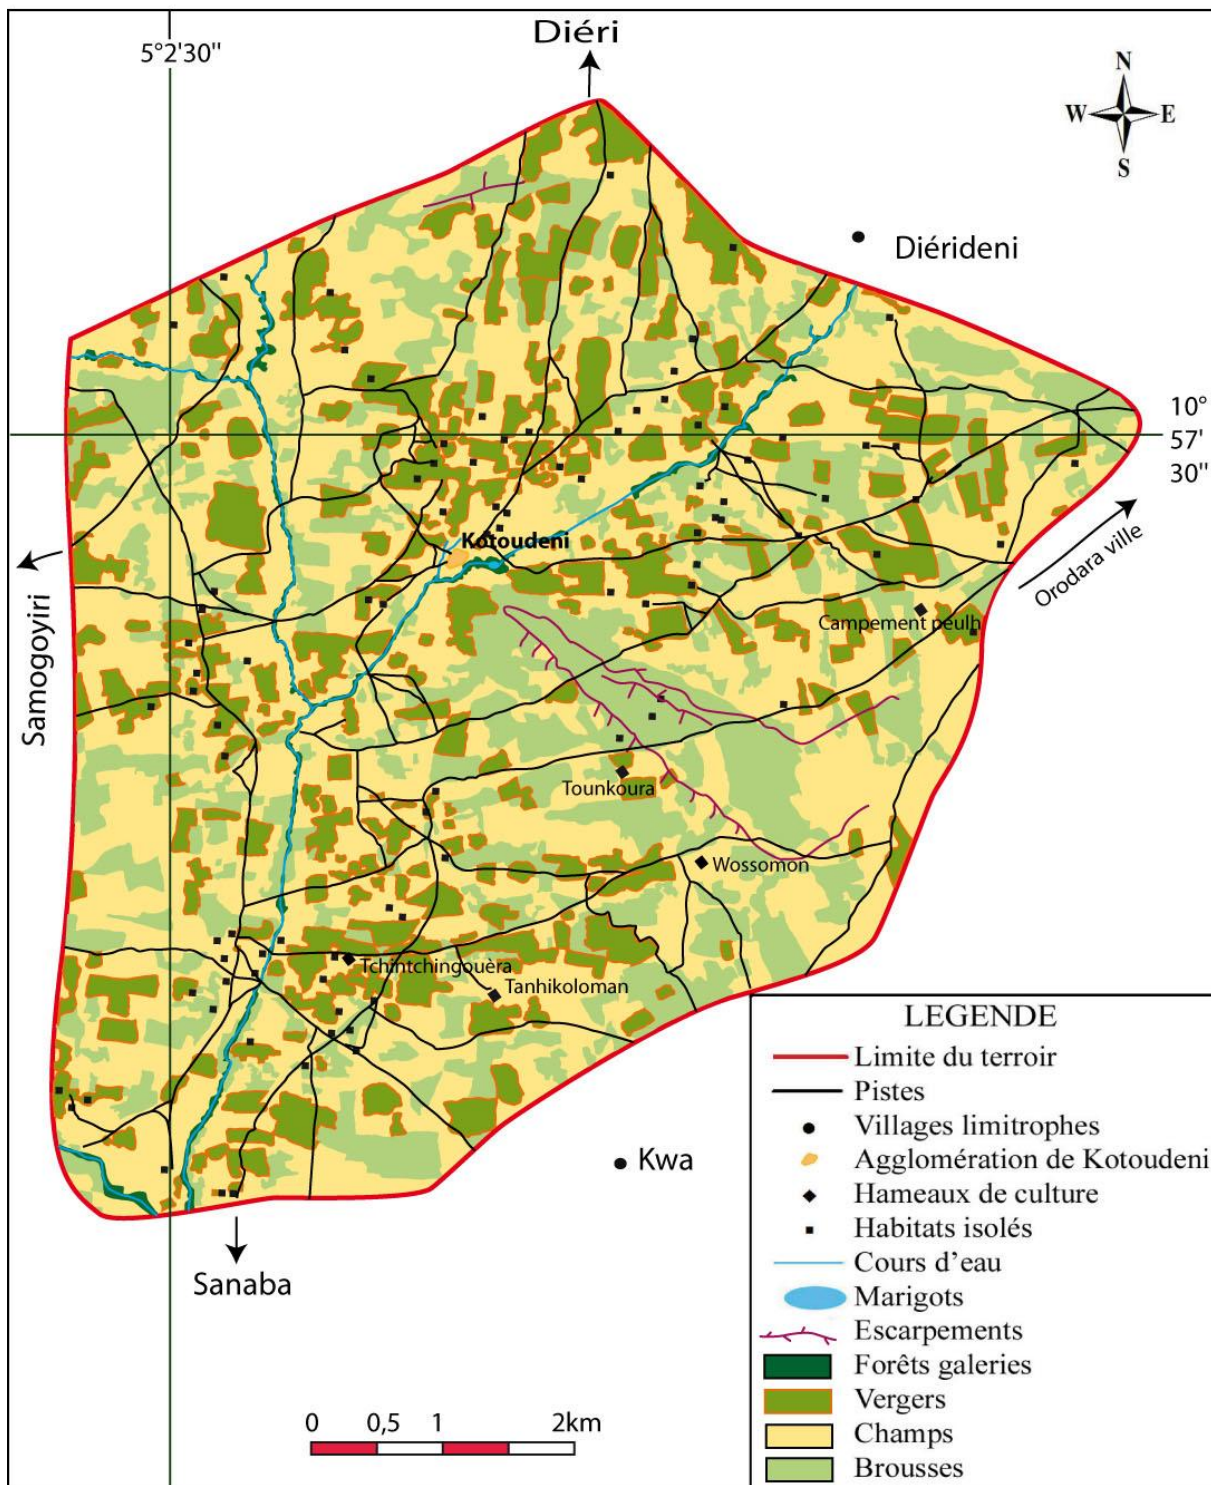 Diéri
5°2'30"
N
W E
S
Diérideni
10°
57'
30"
Kotoudeni
Orodara ville
Campement peulh
Samogoyiri
Tounkoura
Wossomon
Tchintchingouèra
Tanhikoloman
Kwa
Sanaba
0 0,5 1 2km
LEGENDE
Limite du terroir
Pistes
Villages limitrophes
Agglomération de Kotoudeni
Hameaux de culture
Habitats isolés
Cours d'eau
Marigots
Escarpements
Forêts galeries
Vergers
Champs
Brousses